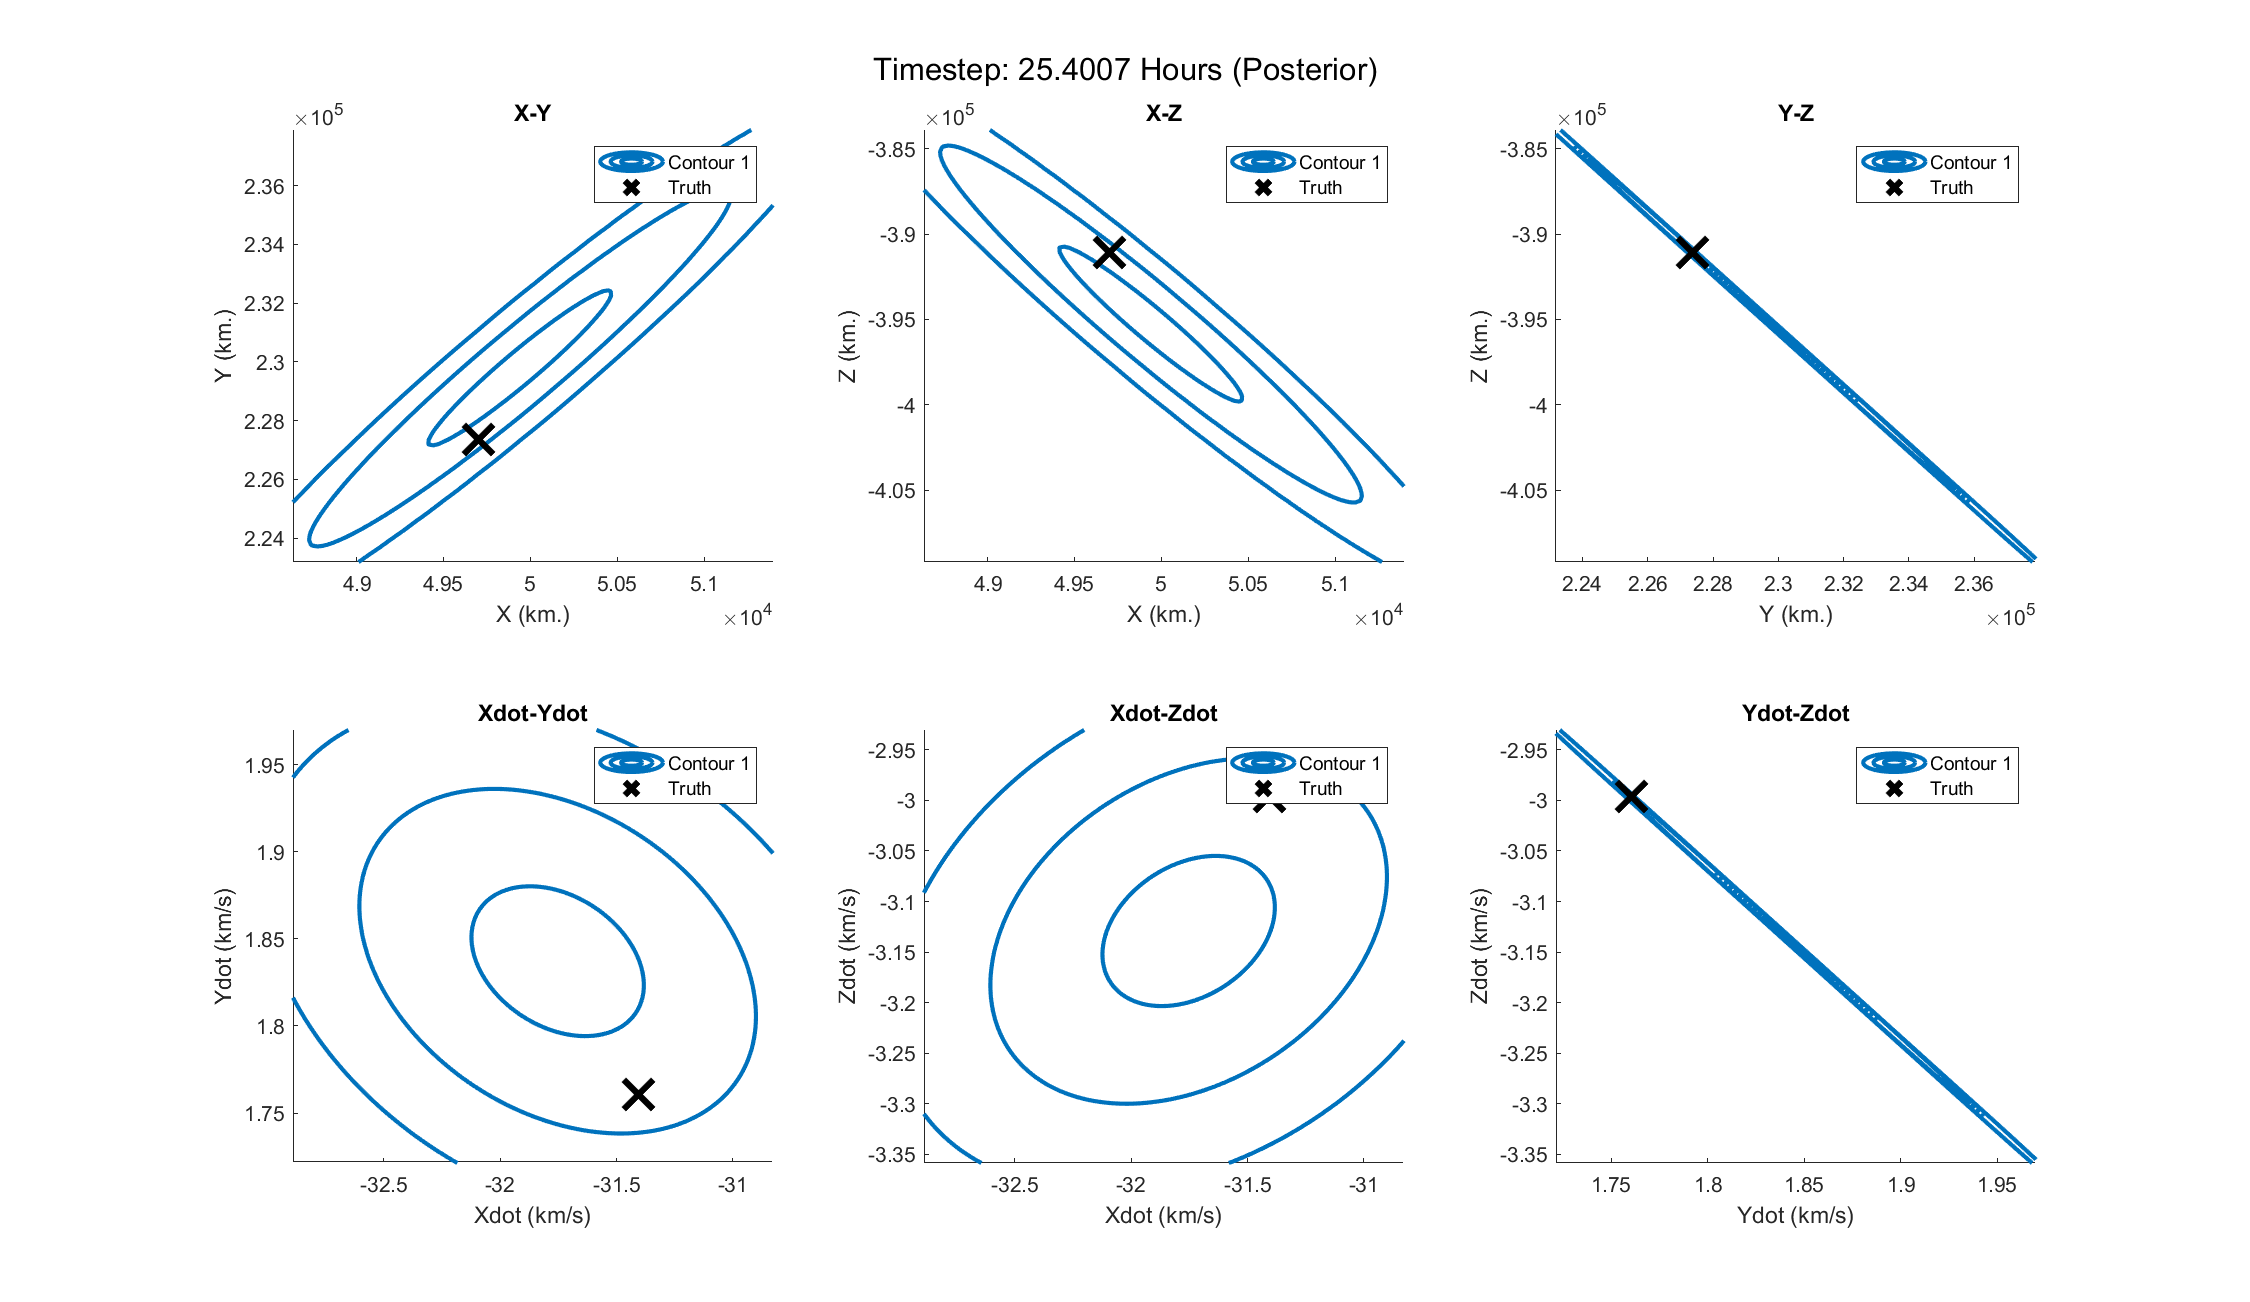 Timestep: 25.4007 Hours (Posterior)
X-Y
×10^5
2.36
2.34
2.32
2.3
2.28
2.26
2.24
Y (km.)
4.9 4.95 5 5.05 5.1
X (km.)
×10^4
Contour 1
Truth
X-Z
×10^5
-3.85
-3.9
-3.95
-4
-4.05
Z (km.)
4.9 4.95 5 5.05 5.1
X (km.)
×10^4
Contour 1
Truth
Y-Z
×10^5
-3.85
-3.9
-3.95
-4
-4.05
Z (km.)
2.24 2.26 2.28 2.3 2.32 2.34 2.36
Y (km.)
×10^5
Contour 1
Truth
Xdot-Ydot
1.95
1.9
1.85
1.8
1.75
Ydot (km/s)
-32.5 -32 -31.5 -31
Xdot (km/s)
Contour 1
Truth
Xdot-Zdot
-2.95
-3
-3.05
-3.1
-3.15
-3.2
-3.25
-3.3
-3.35
Zdot (km/s)
-32.5 -32 -31.5 -31
Xdot (km/s)
Contour 1
Truth
Ydot-Zdot
-2.95
-3
-3.05
-3.1
-3.15
-3.2
-3.25
-3.3
-3.35
Zdot (km/s)
1.75 1.8 1.85 1.9 1.95
Ydot (km/s)
Contour 1
Truth